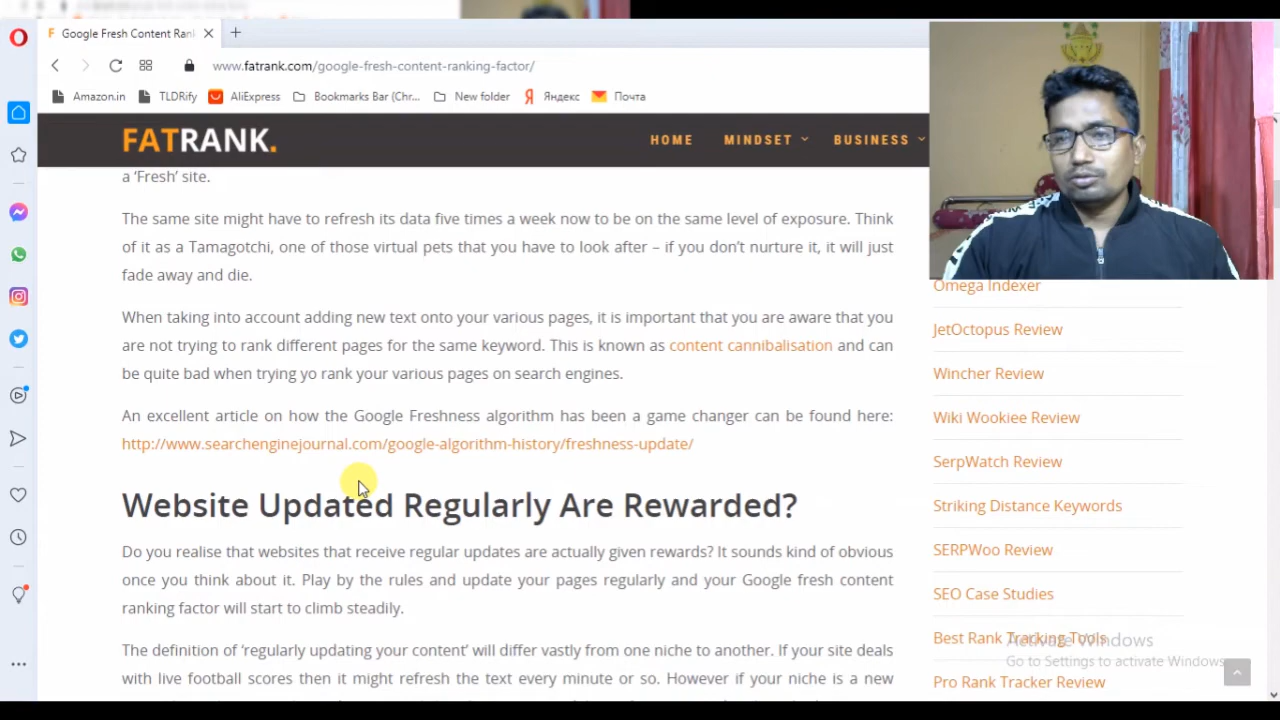 Google Fresh Content Ran
www.fatrank.com/google-fresh-content-ranking-factor/
Amazon.in
TLDRify
AliExpress
Bookmarks Bar (Chr...
New folder
Яндекс
Почта
FATRANK.
HOME
MINDSET
BUSINESS
a ‘Fresh’ site.
The same site might have to refresh its data five times a week now to be on the same level of exposure. Think
of it as a Tamagotchi, one of those virtual pets that you have to look after – if you don’t nurture it, it will just
fade away and die.
When taking into account adding new text onto your various pages, it is important that you are aware that you
are not trying to rank different pages for the same keyword. This is known as content cannibalisation and can
be quite bad when trying yo rank your various pages on search engines.
An excellent article on how the Google Freshness algorithm has been a game changer can be found here:
http://www.searchenginejournal.com/google-algorithm-history/freshness-update/
Website Updated Regularly Are Rewarded?
Do you realise that websites that receive regular updates are actually given rewards? It sounds kind of obvious
once you think about it. Play by the rules and update your pages regularly and your Google fresh content
ranking factor will start to climb steadily.
The definition of ‘regularly updating your content’ will differ vastly from one niche to another. If your site deals
with live football scores then it might refresh the text every minute or so. However if your niche is a new
Omega Indexer
JetOctopus Review
Wincher Review
Wiki Wookiee Review
SerpWatch Review
Striking Distance Keywords
SERPWoo Review
SEO Case Studies
Best Rank Tracking Tools
Pro Rank Tracker Review
Activate Windows
Go to Settings to activate Windows.